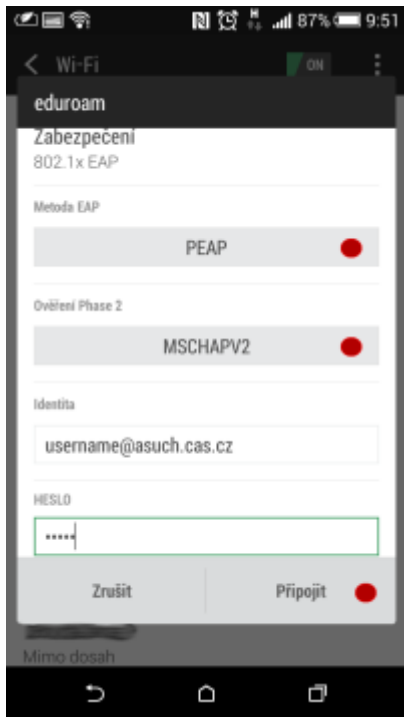 H
87% 9:51
Wi-Fi ON
eduroam
Zabezpečení
802.1x EAP
Metoda EAP
PEAP
Ověření Phase 2
MSCHAPV2
Identita
username@asuch.cas.cz
HESLO
•••••
Zrušit Připojit
Mimo dosah